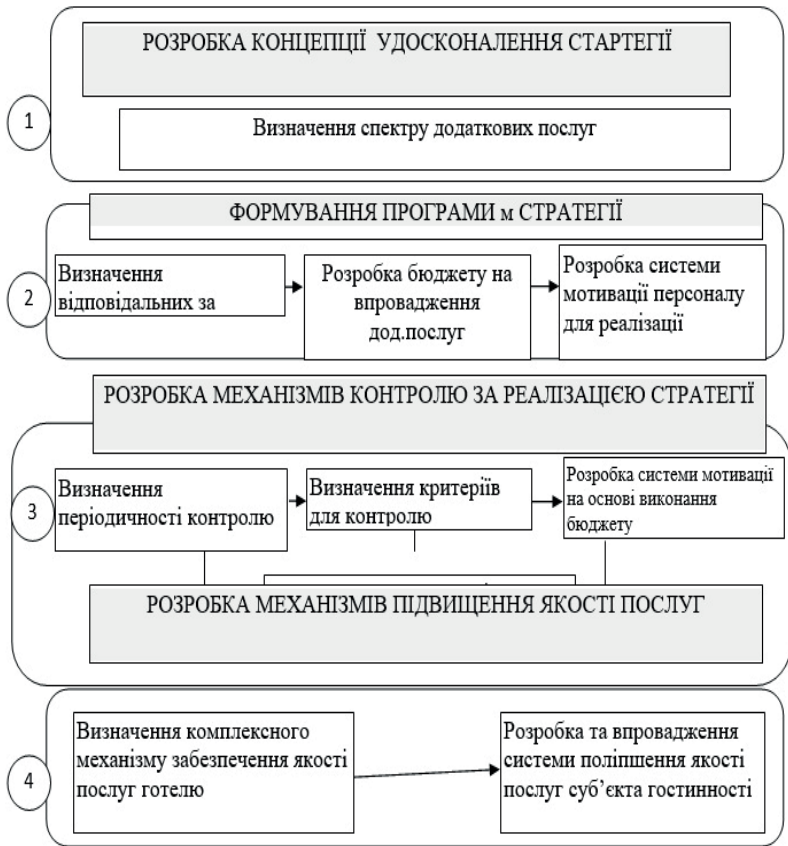 РОЗРОБКА КОНЦЕПЦІЇ УДОСКОНАЛЕННЯ СТАРТЕГІЇ
1
Визначення спектру додаткових послуг
ФОРМУВАННЯ ПРОГРАМИ м СТРАТЕГІЇ
2
Визначення
відповідальних за
Розробка бюджету на
впровадження
дод.послуг
Розробка системи
мотивації персоналу
для реалізації
РОЗРОБКА МЕХАНІЗМІВ КОНТРОЛЮ ЗА РЕАЛІЗАЦІЄЮ СТРАТЕГІЇ
3
Визначення
періодичності контролю
Визначення критеріїв
для контролю
Розробка системи мотивації
на основі виконання
бюджету
РОЗРОБКА МЕХАНІЗМІВ ПІДВИЩЕННЯ ЯКОСТІ ПОСЛУГ
4
Визначення комплексного
механізму забезпечення якості
послуг готелю
Розробка та впровадження
системи поліпшення якості
послуг суб’єкта гостинності